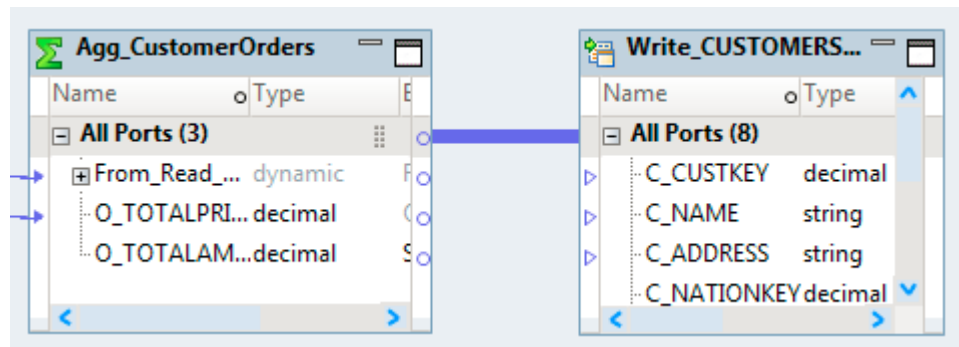 Agg_CustomerOrders
Name Type E
All Ports (3)
From_Read_... dynamic F
O_TOTALPRI... decimal
O_TOTALAM... decimal S
Write_CUSTOMERS...
Name Type
All Ports (8)
C_CUSTKEY decimal
C_NAME string
C_ADDRESS string
C_NATIONKEY decimal